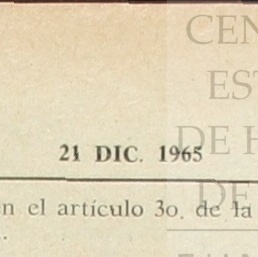 CEN
EST
DE H
21 DIC. 1965
DE
n el artículo 3o. de la